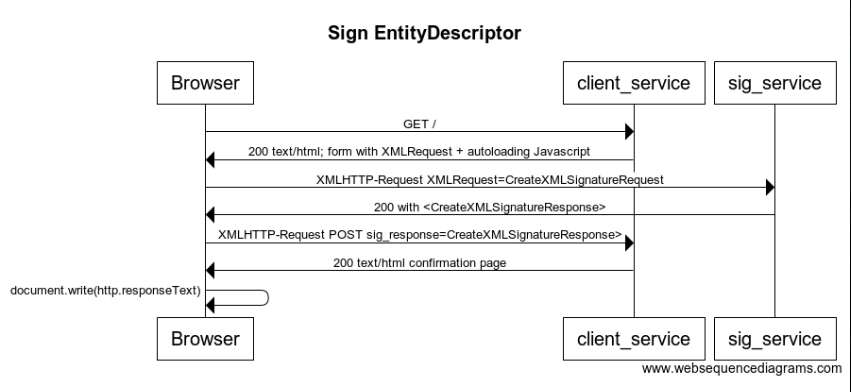 Sign EntityDescriptor
Browser
client_service
sig_service
GET /
200 text/html; form with XMLRequest + autoloading Javascript
XMLHTTP-Request XMLRequest=CreateXMLSignatureRequest
200 with <CreateXMLSignatureResponse>
XMLHTTP-Request POST sig_response=CreateXMLSignatureResponse>
200 text/html confirmation page
document.write(http.responseText)
Browser
client_service
sig_service
www.websequencediagrams.com